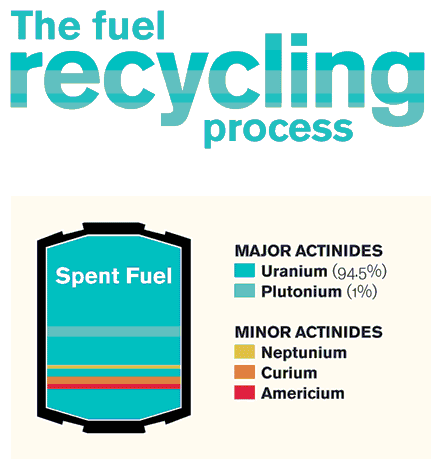 The fuel
recycling
process
Spent Fuel
MAJOR ACTINIDES
Uranium (94.5%)
Plutonium (1%)
MINOR ACTINIDES
Neptunium
Curium
Americium